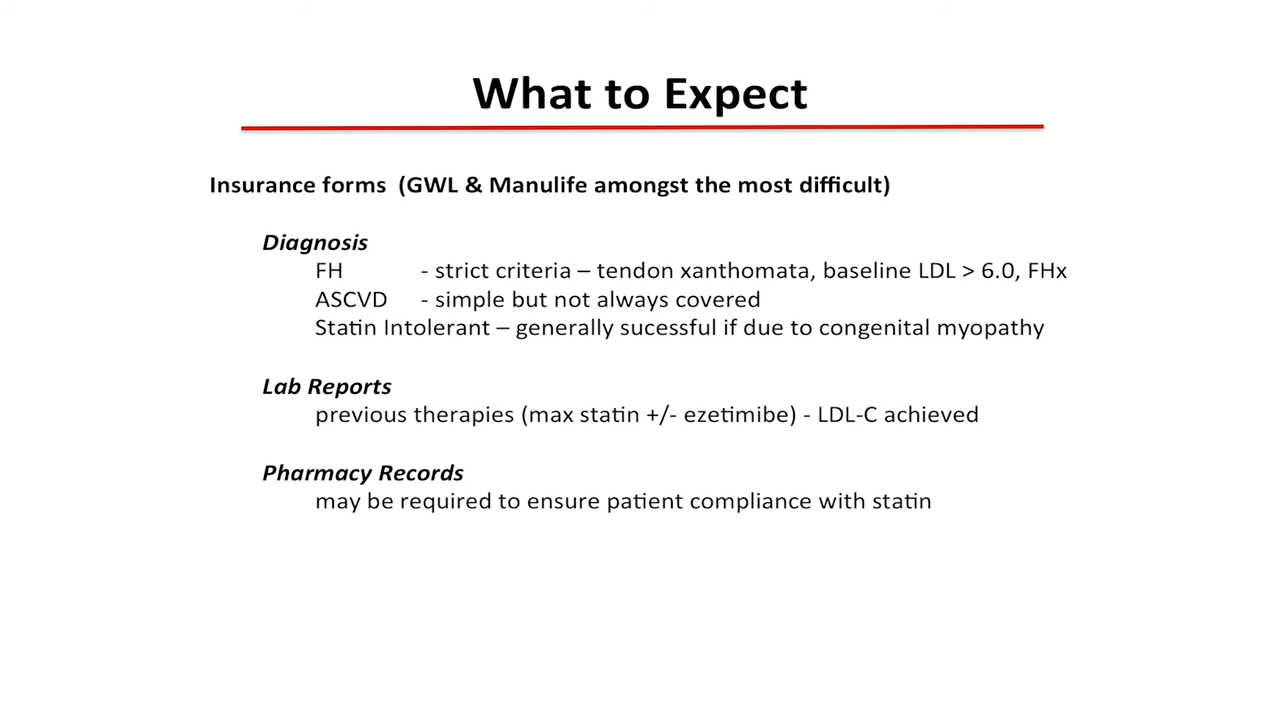 What to Expect
Insurance forms (GWL & Manulife amongst the most difficult)
Diagnosis
FH - strict criteria – tendon xanthomata, baseline LDL > 6.0, FHx
ASCVD - simple but not always covered
Statin Intolerant – generally sucessful if due to congenital myopathy
Lab Reports
previous therapies (max statin +/- ezetimibe) - LDL-C achieved
Pharmacy Records
may be required to ensure patient compliance with statin